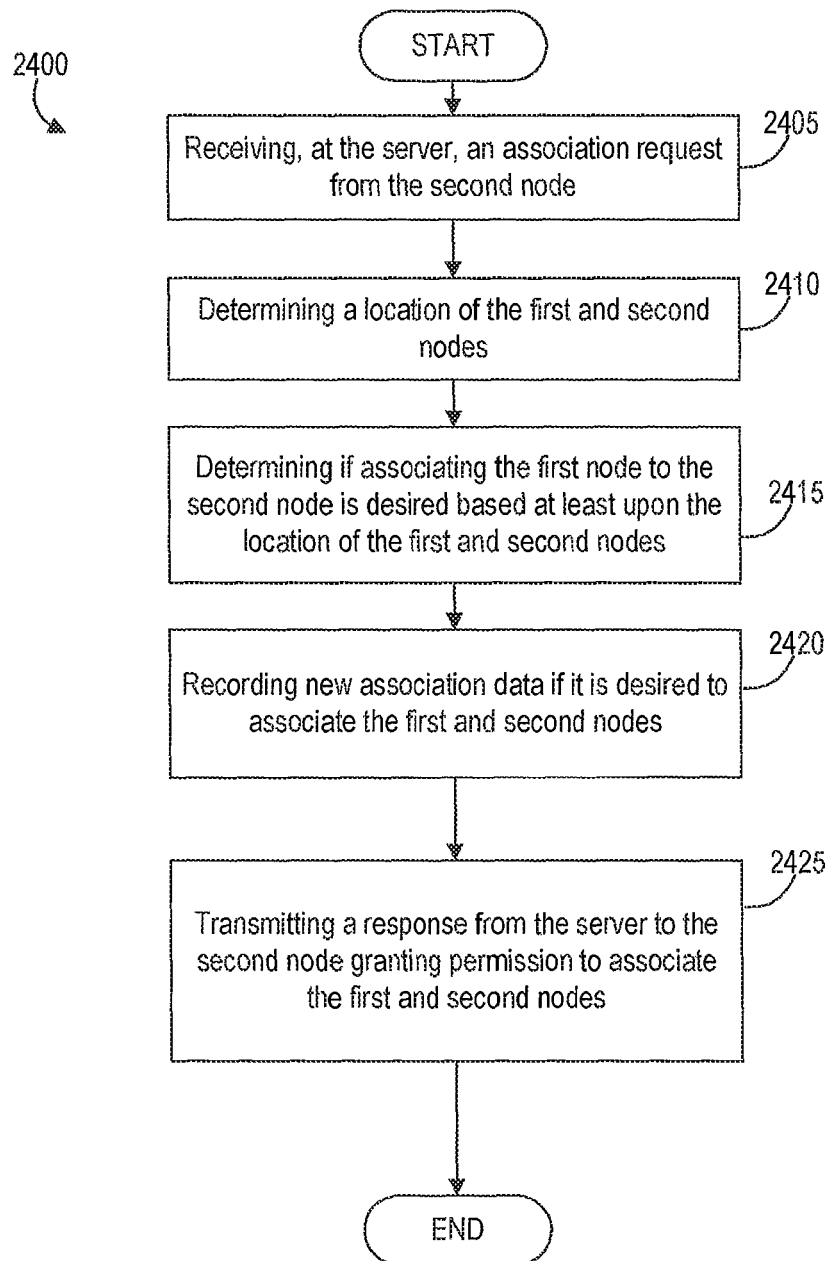 START
2400
2405
Receiving, at the server, an association request
from the second node
2410
Determining a location of the first and second
nodes
Determining if associating the first node to the
second node is desired based at least upon the
location of the first and second nodes
2415
2420
Recording new association data if it is desired to
associate the first and second nodes
2425
Transmitting a response from the server to the
second node granting permission to associate
the first and second nodes
END